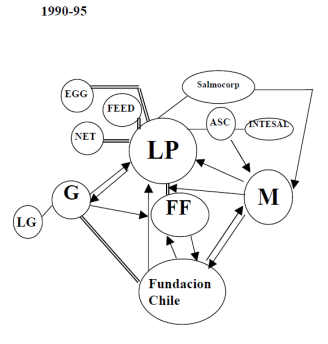 1990-95
Salmocorp
EGG
FEED
ASC
INTESAL
NET
LP
G
M
FF
LG
Fundacion
Chile